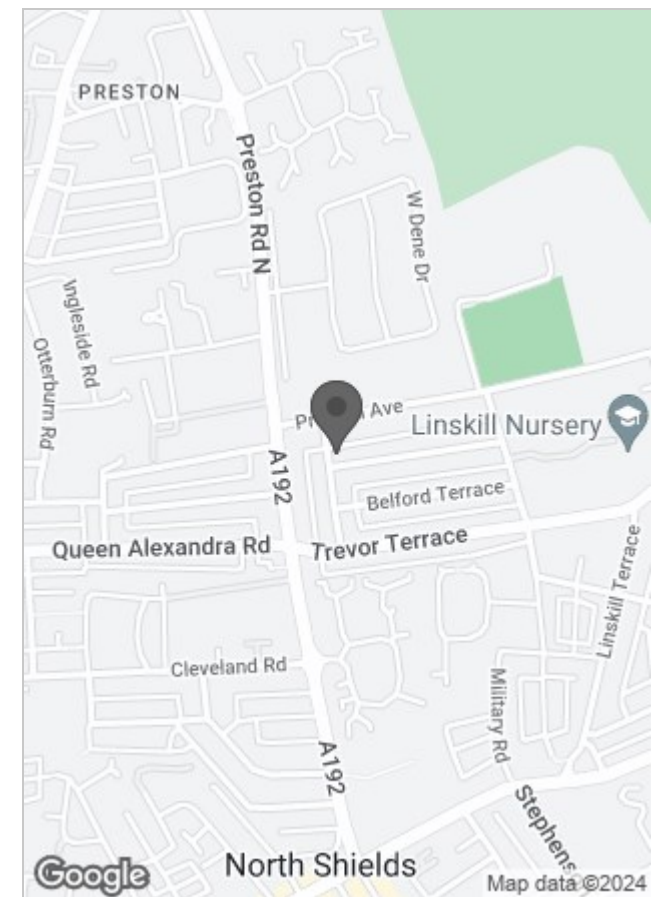 PRESTON
Preston Rd N
W Dene Dr
Ingleside Rd
Otterburn Rd
Ave
Linskill Nursery
A192
Belford Terrace
Queen Alexandra Rd
Trevor Terrace
Linskill Terrace
Cleveland Rd
Military Rd
A192
North Shields
Google
Map data ©2024